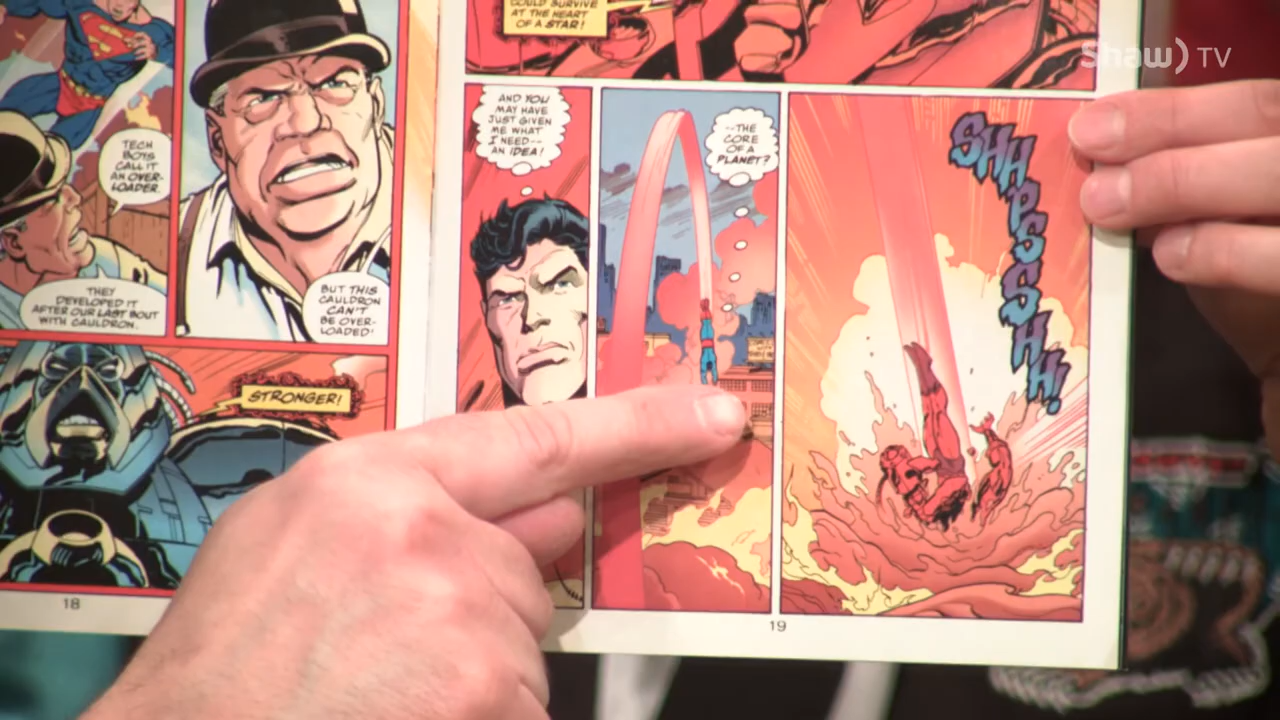 COULD SURVIVE
AT THE HEART
OF A STAR!
Shaw) TV
TECH
BOYS
CALL IT
AN OVER-
LOADER.
THEY
DEVELOPED IT
AFTER OUR LAST BOUT
WITH CAULDRON.
BUT THIS
CAULDRON
CAN'T
BE OVER-
LOADED!
STRONGER!
18
AND YOU
MAY HAVE
JUST GIVEN
ME WHAT
I NEED--
AN IDEA!
--THE
CORE
OF A
PLANET?
SHHPSSSHH!
19